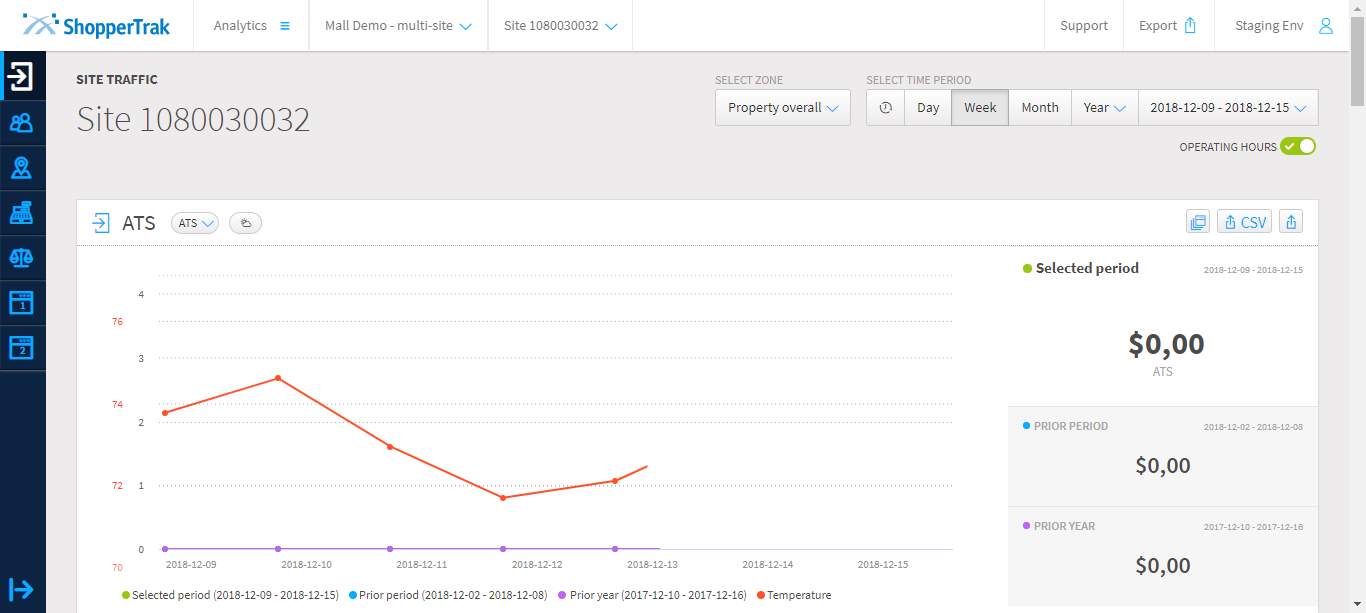 ShopperTrak
Analytics
Mall Demo - multi-site
Site 1080030032
Support
Export
Staging Env
SITE TRAFFIC
Site 1080030032
SELECT ZONE
Property overall
SELECT TIME PERIOD
Day
Week
Month
Year
2018-12-09 - 2018-12-15
OPERATING HOURS
1
2
ATS
ATS
CSV
4
76
3
74
2
72
1
0
70
2018-12-09
2018-12-10
2018-12-11
2018-12-12
2018-12-13
2018-12-14
2018-12-15
Selected period (2018-12-09 - 2018-12-15)
Prior period (2018-12-02 - 2018-12-08)
Prior year (2017-12-10 - 2017-12-16)
Temperature
Selected period
2018-12-09 - 2018-12-15
$0,00
ATS
PRIOR PERIOD
2018-12-02 - 2018-12-08
$0,00
PRIOR YEAR
2017-12-10 - 2017-12-16
$0,00